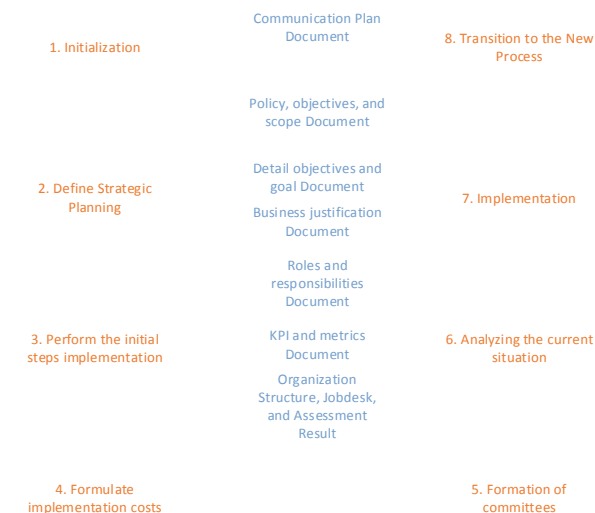 Communication Plan
Document
1. Initialization
8. Transition to the New
Process
Policy, objectives, and
scope Document
Detail objectives and
goal Document
2. Define Strategic
Planning
7. Implementation
Business justification
Document
Roles and
responsibilities
Document
3. Perform the initial
steps implementation
KPI and metrics
Document
6. Analyzing the current
situation
Organization
Structure, Jobdesk,
and Assessment
Result
4. Formulate
implementation costs
5. Formation of
committees